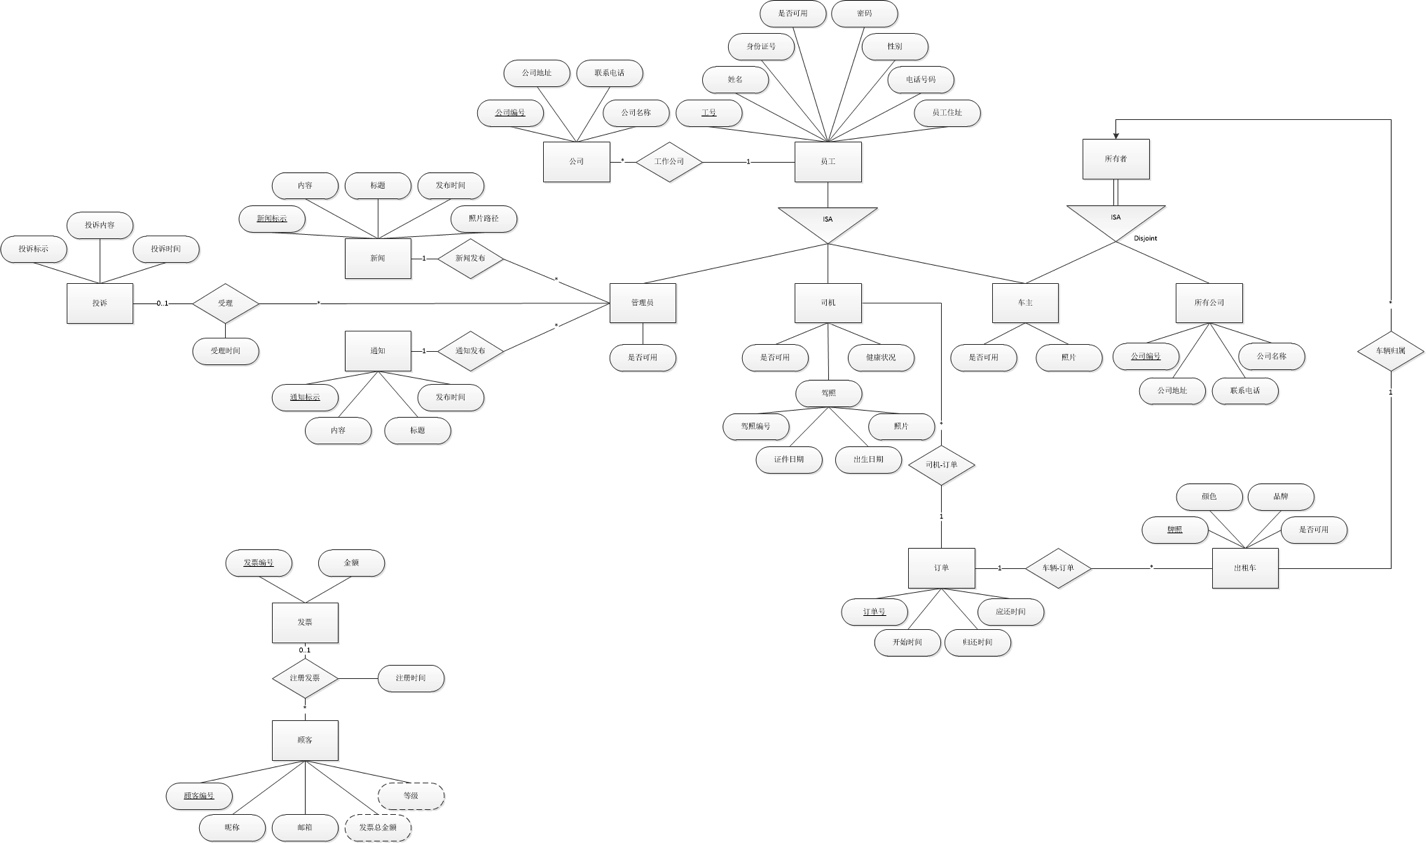 是否可用
密码
身份证号
性别
公司地址
联系电话
姓名
电话号码
公司编号
公司名称
工号
员工住址
公司
*
工作公司
1
员工
所有者
内容
标题
发布时间
新闻标示
照片路径
ISA
ISA
Disjoint
投诉内容
投诉标示
投诉时间
新闻
1
新闻发布
*
投诉
0..1
受理
*
管理员
司机
车主
所有公司
*
受理时间
通知
1
通知发布
*
是否可用
是否可用
健康状况
是否可用
照片
公司编号
公司名称
车辆归属
通知标示
发布时间
驾照
公司地址
联系电话
1
内容
标题
驾照编号
照片
*
证件日期
出生日期
司机-订单
颜色
品牌
1
牌照
是否可用
发票编号
金额
订单
1
车辆-订单
*
出租车
订单号
应还时间
发票
开始时间
归还时间
0..1
注册发票
注册时间
*
顾客
顾客编号
等级
昵称
邮箱
发票总金额